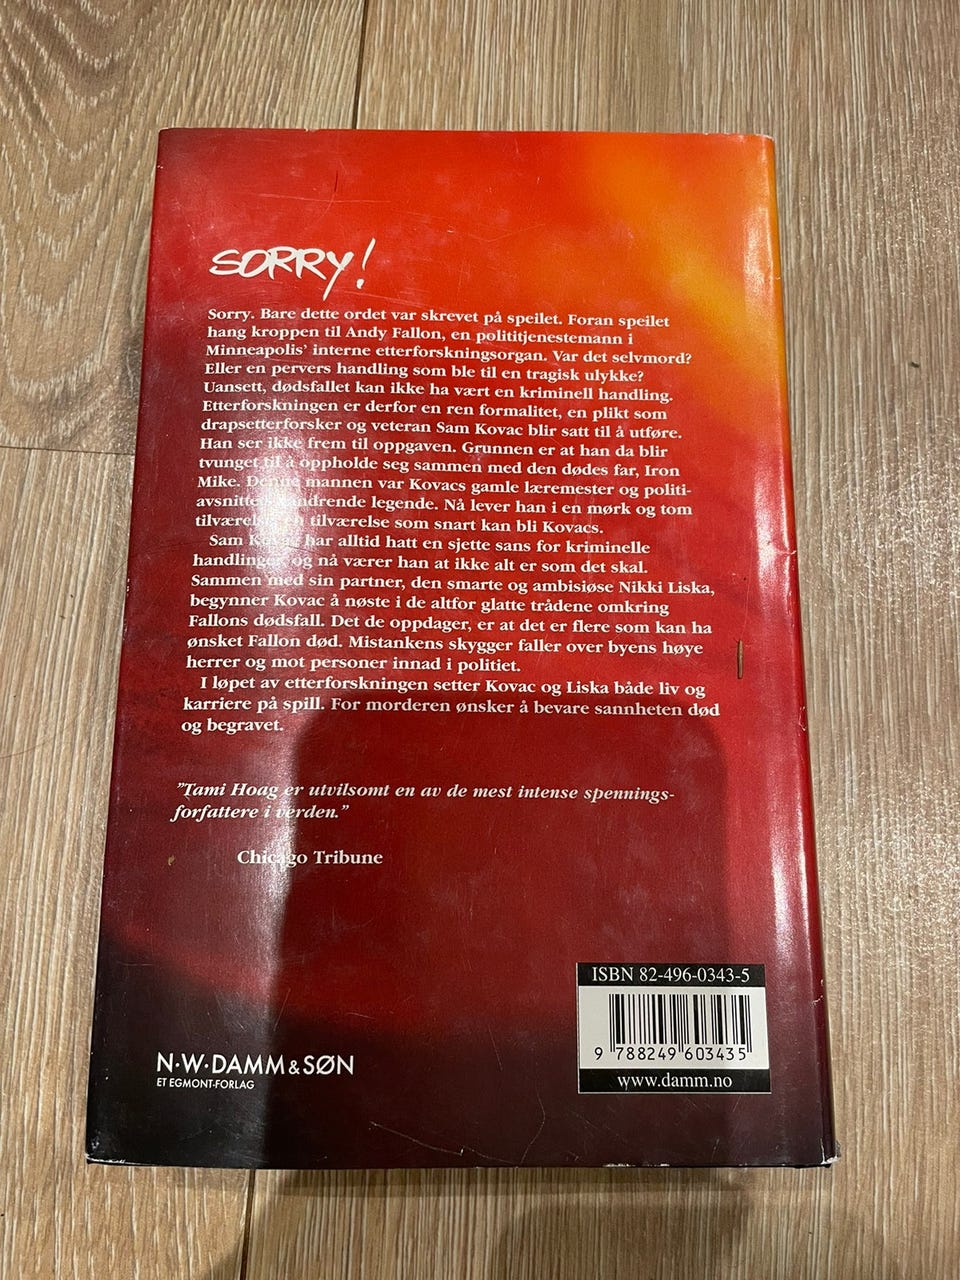 SORRY!
Sorry. Bare dette ordet var skrevet på speilet. Foran speilet
hang kroppen til Andy Fallon, en polititjenestemann i
Minneapolis' interne etterforskningsorgan. Var det selvmord?
Eller en pervers handling som ble til en tragisk ulykke?
Uansett, dødsfallet kan ikke ha vært en kriminell handling.
Etterforskningen er derfor en ren formalitet, en plikt som
drapsetterforsker og veteran Sam Kovac blir satt til å utføre.
Han ser ikke frem til oppgaven. Grunnen er at han da blir
tvunget til å oppholde seg sammen med den dødes far, Iron
Mike. Denne mannen var Kovacs gamle læremester og politi-
avsnittets vandrende legende. Nå lever han i en mørk og tom
tilværelse, en tilværelse som snart kan bli Kovacs.
Sam Kovac har alltid hatt en sjette sans for kriminelle
handlinger, og nå værer han at ikke alt er som det skal.
Sammen med sin partner, den smarte og ambisiøse Nikki Liska,
begynner Kovac å nøste i de altfor glatte trådene omkring
Fallons dødsfall. Det de oppdager, er at det er flere som kan ha
ønsket Fallon død. Mistankens skygger faller over byens høye
herrer og mot personer innad i politiet.
I løpet av etterforskningen setter Kovac og Liska både liv og
karriere på spill. For morderen ønsker å bevare sannheten død
og begravet.
"Tami Hoag er utvilsomt en av de mest intense spennings-
forfattere i verden."
Chicago Tribune
ISBN 82-496-0343-5
9 788249 603435
www.damm.no
N·W·DAMM & SØN
ET EGMONT-FORLAG